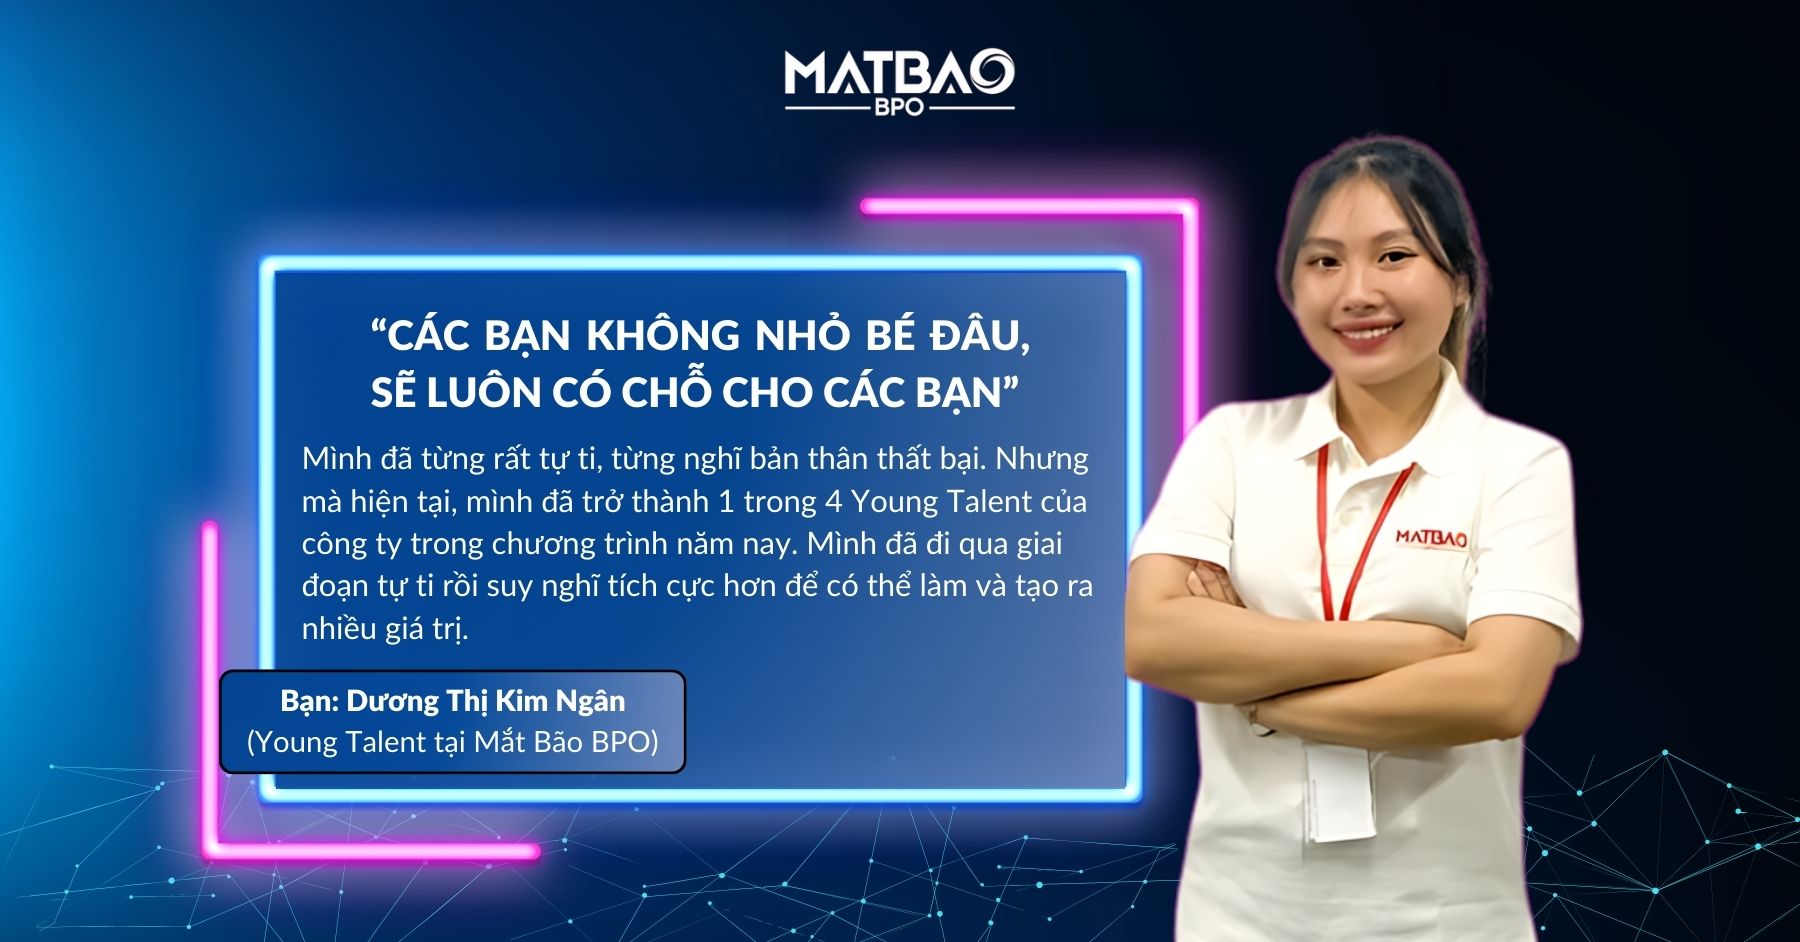 MATBAO
BPO
“CÁC BẠN KHÔNG NHỎ BÉ ĐÂU,
SẼ LUÔN CÓ CHỖ CHO CÁC BẠN”
Mình đã từng rất tự ti, từng nghĩ bản thân thất bại. Nhưng
mà hiện tại, mình đã trở thành 1 trong 4 Young Talent của
công ty trong chương trình năm nay. Mình đã đi qua giai
đoạn tự ti rồi suy nghĩ tích cực hơn để có thể làm và tạo ra
nhiều giá trị.
Bạn: Dương Thị Kim Ngân
(Young Talent tại Mắt Bão BPO)
MATBAO